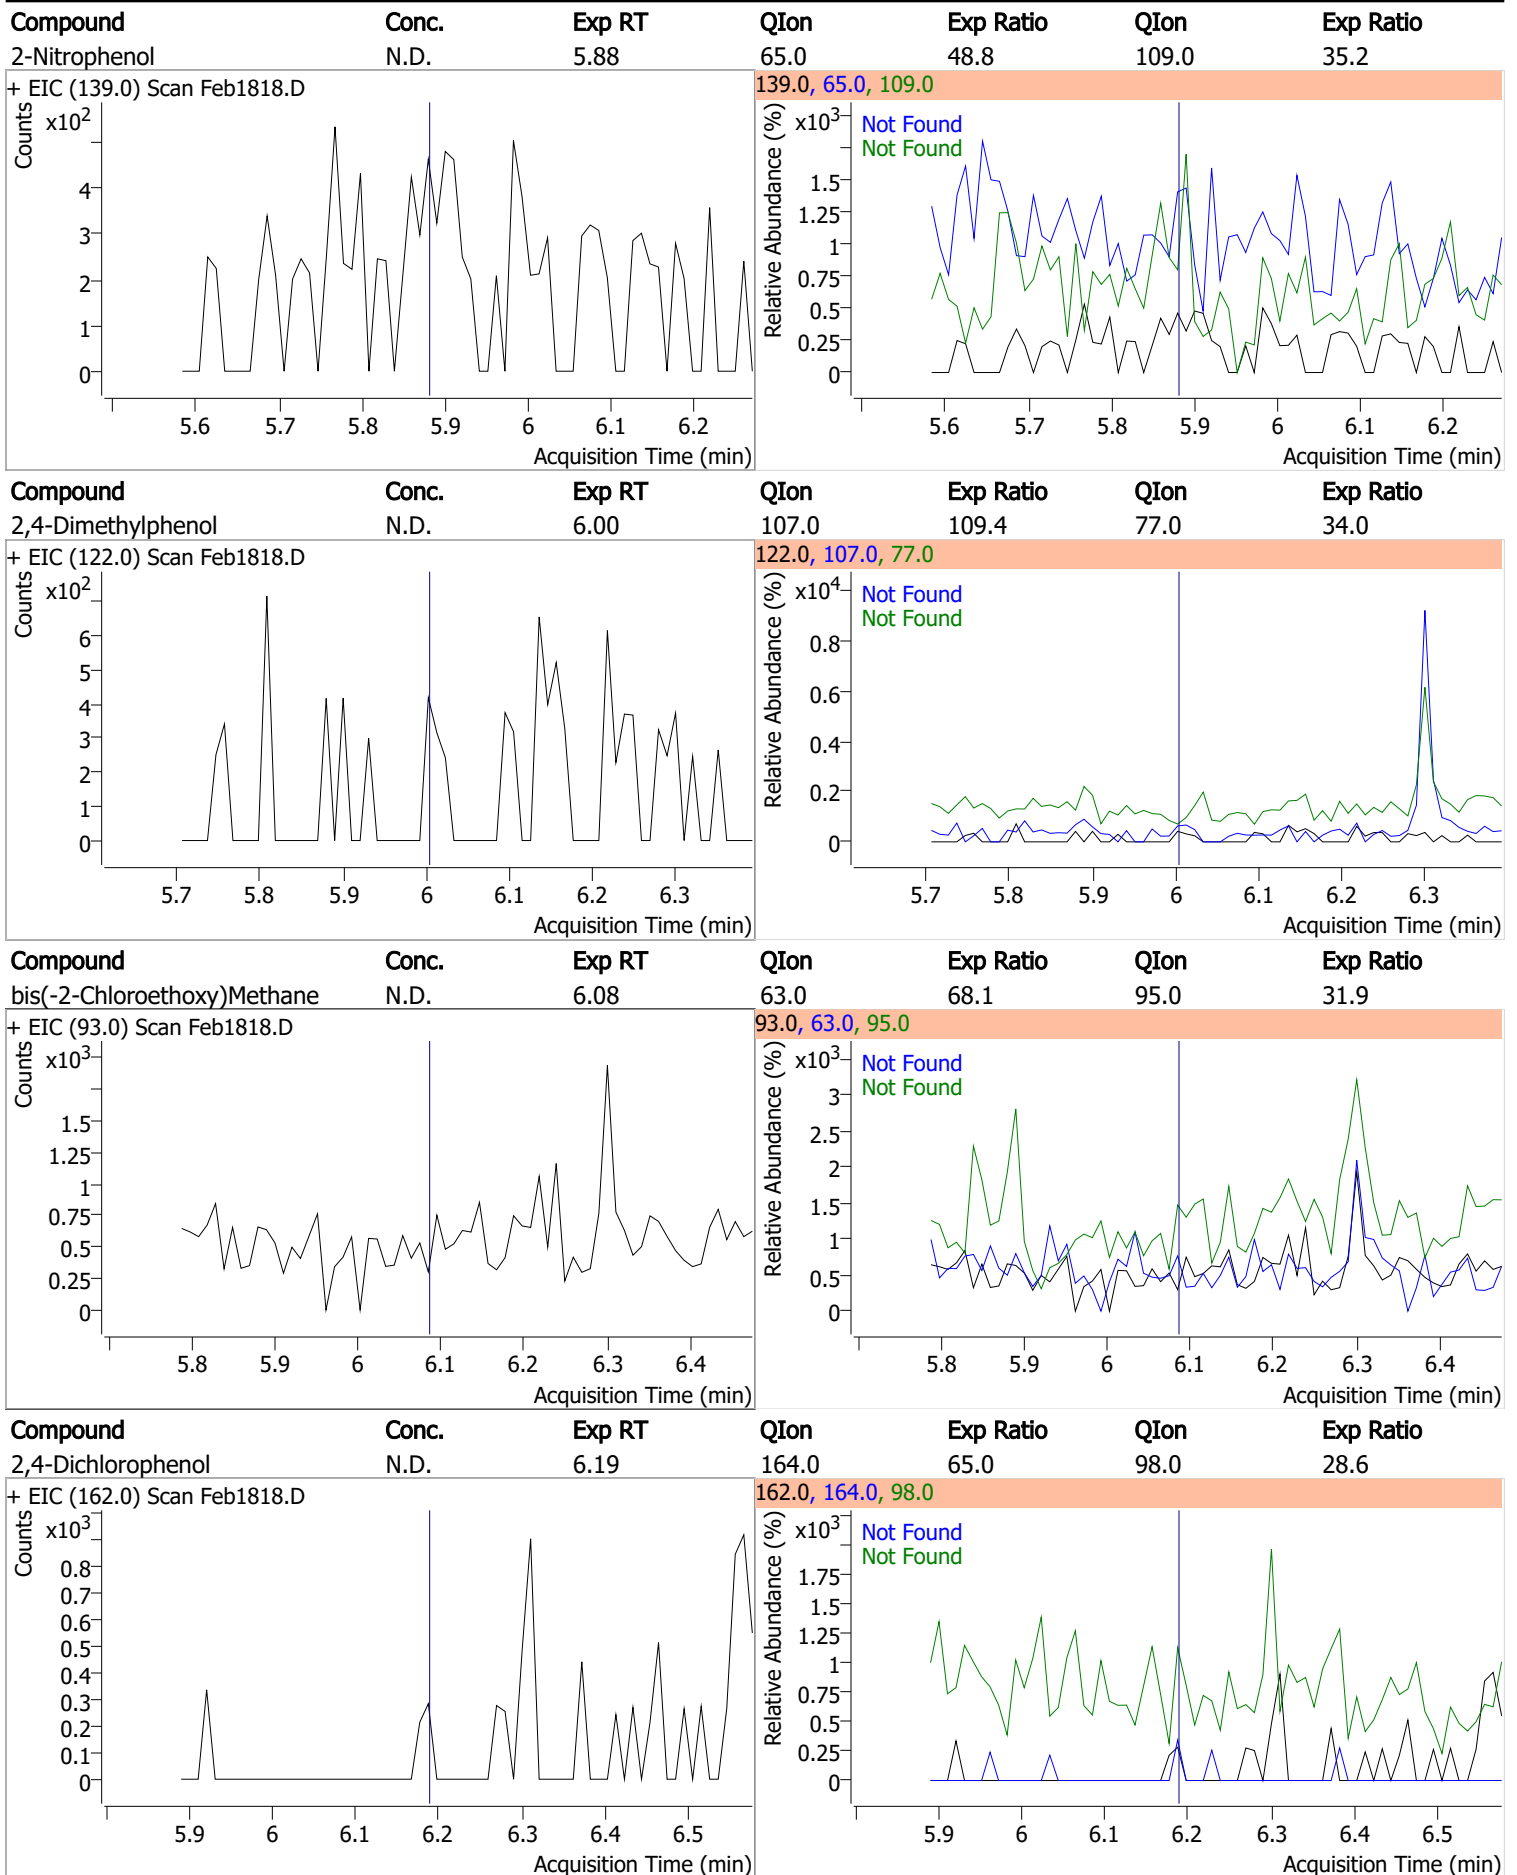 Compound Conc. Exp RT QIon Exp Ratio QIon Exp Ratio
2-Nitrophenol N.D. 5.88 65.0 48.8 109.0 35.2
+ EIC (139.0) Scan Feb1818.D
139.0, 65.0, 109.0
Counts
x10²
4
3
2
1
0
5.6 5.7 5.8 5.9 6 6.1 6.2
Acquisition Time (min)
Relative Abundance (%)
x10³
Not Found
Not Found
1.5
1.25
1
0.75
0.5
0.25
0
5.6 5.7 5.8 5.9 6 6.1 6.2
Acquisition Time (min)
Compound Conc. Exp RT QIon Exp Ratio QIon Exp Ratio
2,4-Dimethylphenol N.D. 6.00 107.0 109.4 77.0 34.0
+ EIC (122.0) Scan Feb1818.D
122.0, 107.0, 77.0
Counts
x10²
6
5
4
3
2
1
0
5.7 5.8 5.9 6 6.1 6.2 6.3
Acquisition Time (min)
Relative Abundance (%)
x10⁴
Not Found
Not Found
0.8
0.6
0.4
0.2
0
5.7 5.8 5.9 6 6.1 6.2 6.3
Acquisition Time (min)
Compound Conc. Exp RT QIon Exp Ratio QIon Exp Ratio
bis(-2-Chloroethoxy)Methane N.D. 6.08 63.0 68.1 95.0 31.9
+ EIC (93.0) Scan Feb1818.D
93.0, 63.0, 95.0
Counts
x10³
1.5
1.25
1
0.75
0.5
0.25
0
5.8 5.9 6 6.1 6.2 6.3 6.4
Acquisition Time (min)
Relative Abundance (%)
x10³
Not Found
Not Found
3
2.5
2
1.5
1
0.5
0
5.8 5.9 6 6.1 6.2 6.3 6.4
Acquisition Time (min)
Compound Conc. Exp RT QIon Exp Ratio QIon Exp Ratio
2,4-Dichlorophenol N.D. 6.19 164.0 65.0 98.0 28.6
+ EIC (162.0) Scan Feb1818.D
162.0, 164.0, 98.0
Counts
x10³
0.8
0.7
0.6
0.5
0.4
0.3
0.2
0.1
0
5.9 6 6.1 6.2 6.3 6.4 6.5
Acquisition Time (min)
Relative Abundance (%)
x10³
Not Found
Not Found
1.75
1.5
1.25
1
0.75
0.5
0.25
0
5.9 6 6.1 6.2 6.3 6.4 6.5
Acquisition Time (min)